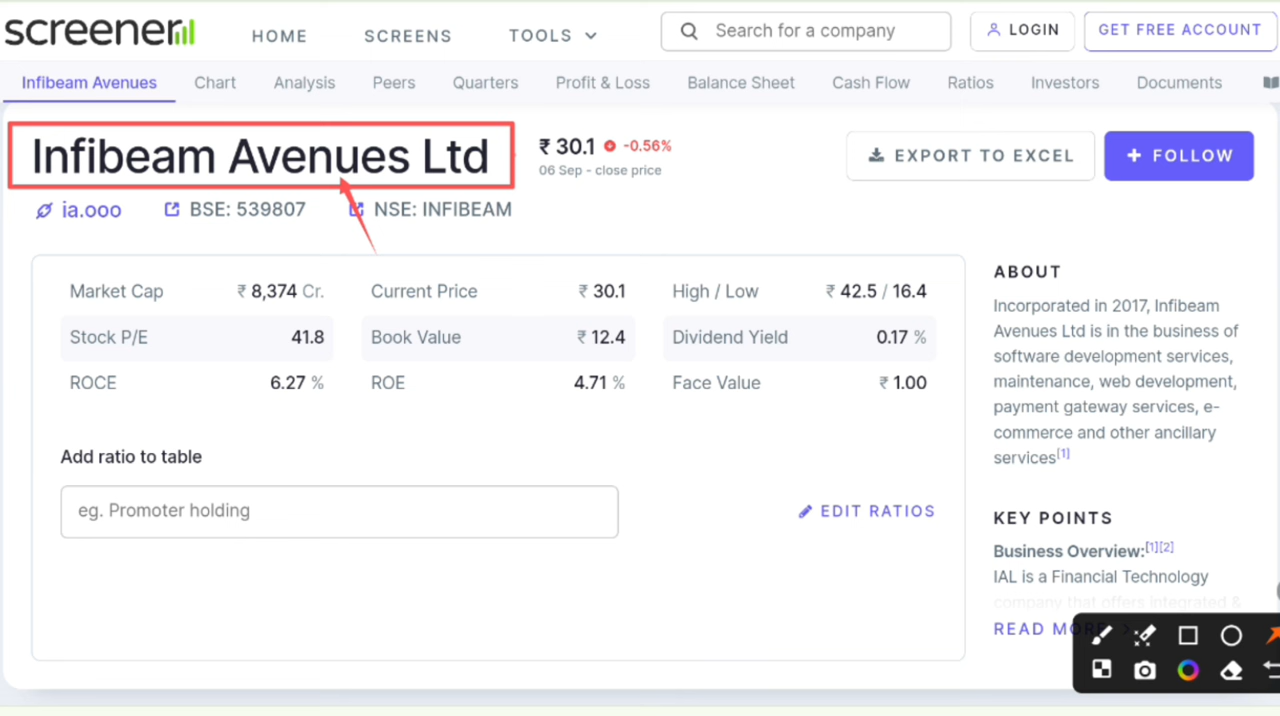 screener
HOME SCREENS TOOLS
Search for a company
LOGIN
GET FREE ACCOUNT
Infibeam Avenues Chart Analysis Peers Quarters Profit & Loss Balance Sheet Cash Flow Ratios Investors Documents
Infibeam Avenues Ltd
₹ 30.1 -0.56%
06 Sep - close price
EXPORT TO EXCEL
+ FOLLOW
ia.ooo BSE: 539807 NSE: INFIBEAM
Market Cap ₹ 8,374 Cr.
Current Price ₹ 30.1
High / Low ₹ 42.5 / 16.4
Stock P/E 41.8
Book Value ₹ 12.4
Dividend Yield 0.17 %
ROCE 6.27 %
ROE 4.71 %
Face Value ₹ 1.00
Add ratio to table
eg. Promoter holding
EDIT RATIOS
ABOUT
Incorporated in 2017, Infibeam
Avenues Ltd is in the business of
software development services,
maintenance, web development,
payment gateway services, e-
commerce and other ancillary
services[1]
KEY POINTS
Business Overview:[1][2]
IAL is a Financial Technology
company that offers integrated &
READ MORE